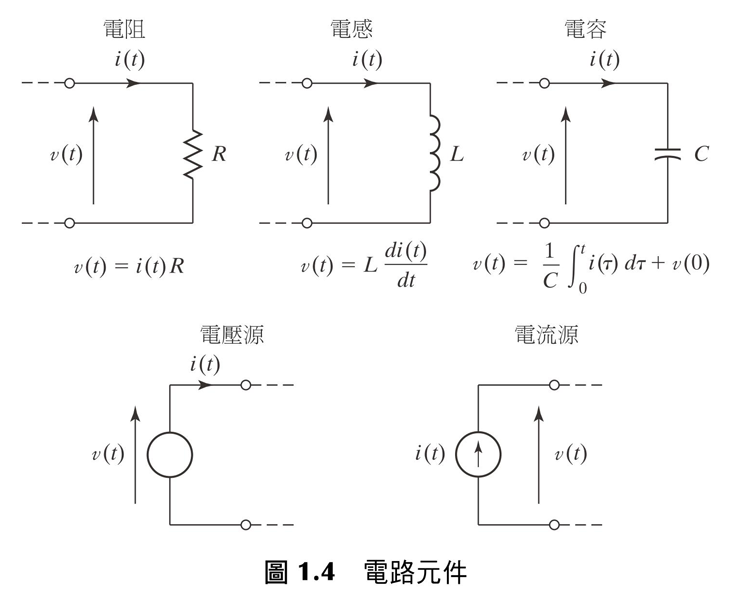 電阻
i(t)
v(t)
R
v(t) = i(t)R
電感
i(t)
v(t)
L
v(t) = L di(t)/dt
電容
i(t)
v(t)
C
v(t) = 1/C ∫₀ᵗ i(τ) dτ + v(0)
電壓源
i(t)
v(t)
電流源
i(t)
v(t)
圖 1.4 電路元件